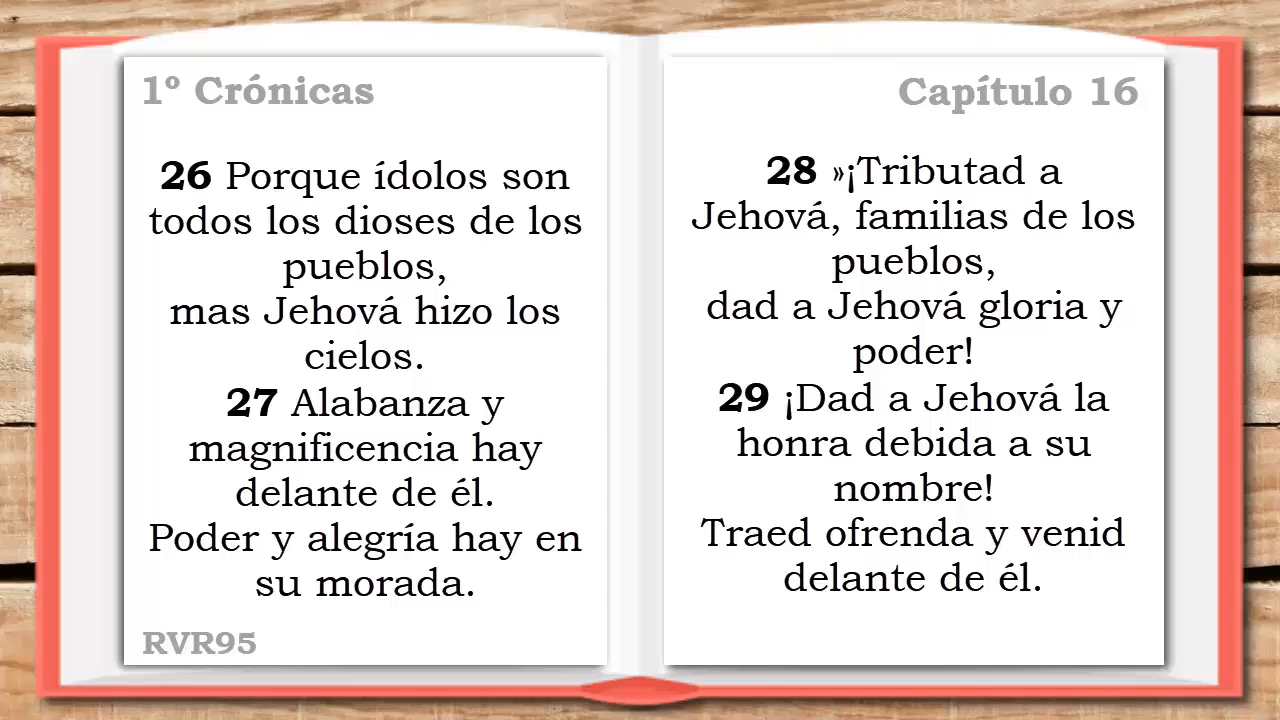 1º Crónicas
26 Porque ídolos son
todos los dioses de los
pueblos,
mas Jehová hizo los
cielos.
27 Alabanza y
magnificencia hay
delante de él.
Poder y alegría hay en
su morada.
RVR95
Capítulo 16
28 »¡Tributad a
Jehová, familias de los
pueblos,
dad a Jehová gloria y
poder!
29 ¡Dad a Jehová la
honra debida a su
nombre!
Traed ofrenda y venid
delante de él.